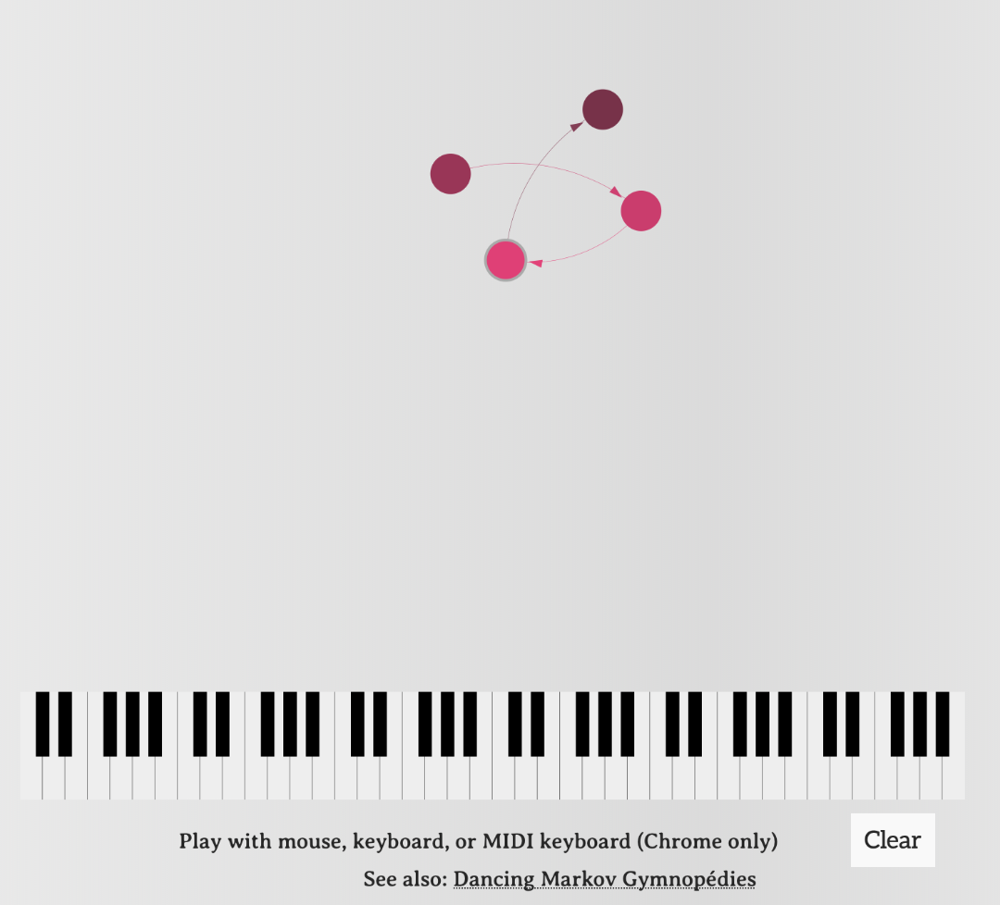 Play with mouse, keyboard, or MIDI keyboard (Chrome only)
Clear
See also: Dancing Markov Gymnopédies